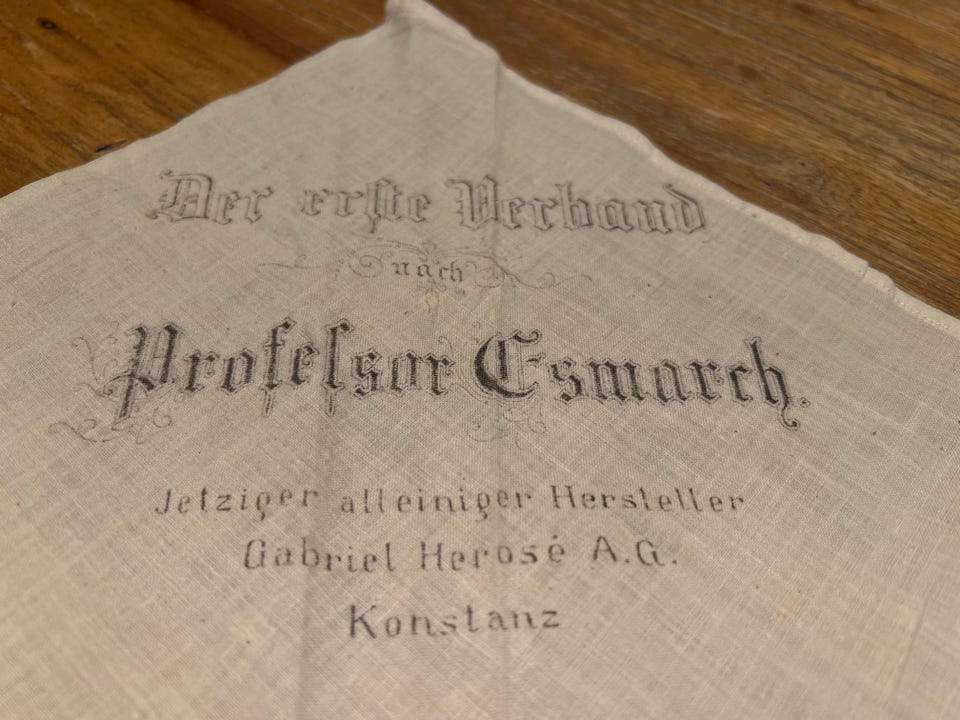 Der erste Verband
nach
Professor Esmarch.
Jetziger alleiniger Hersteller
Gabriel Herosé A.G.
Konstanz